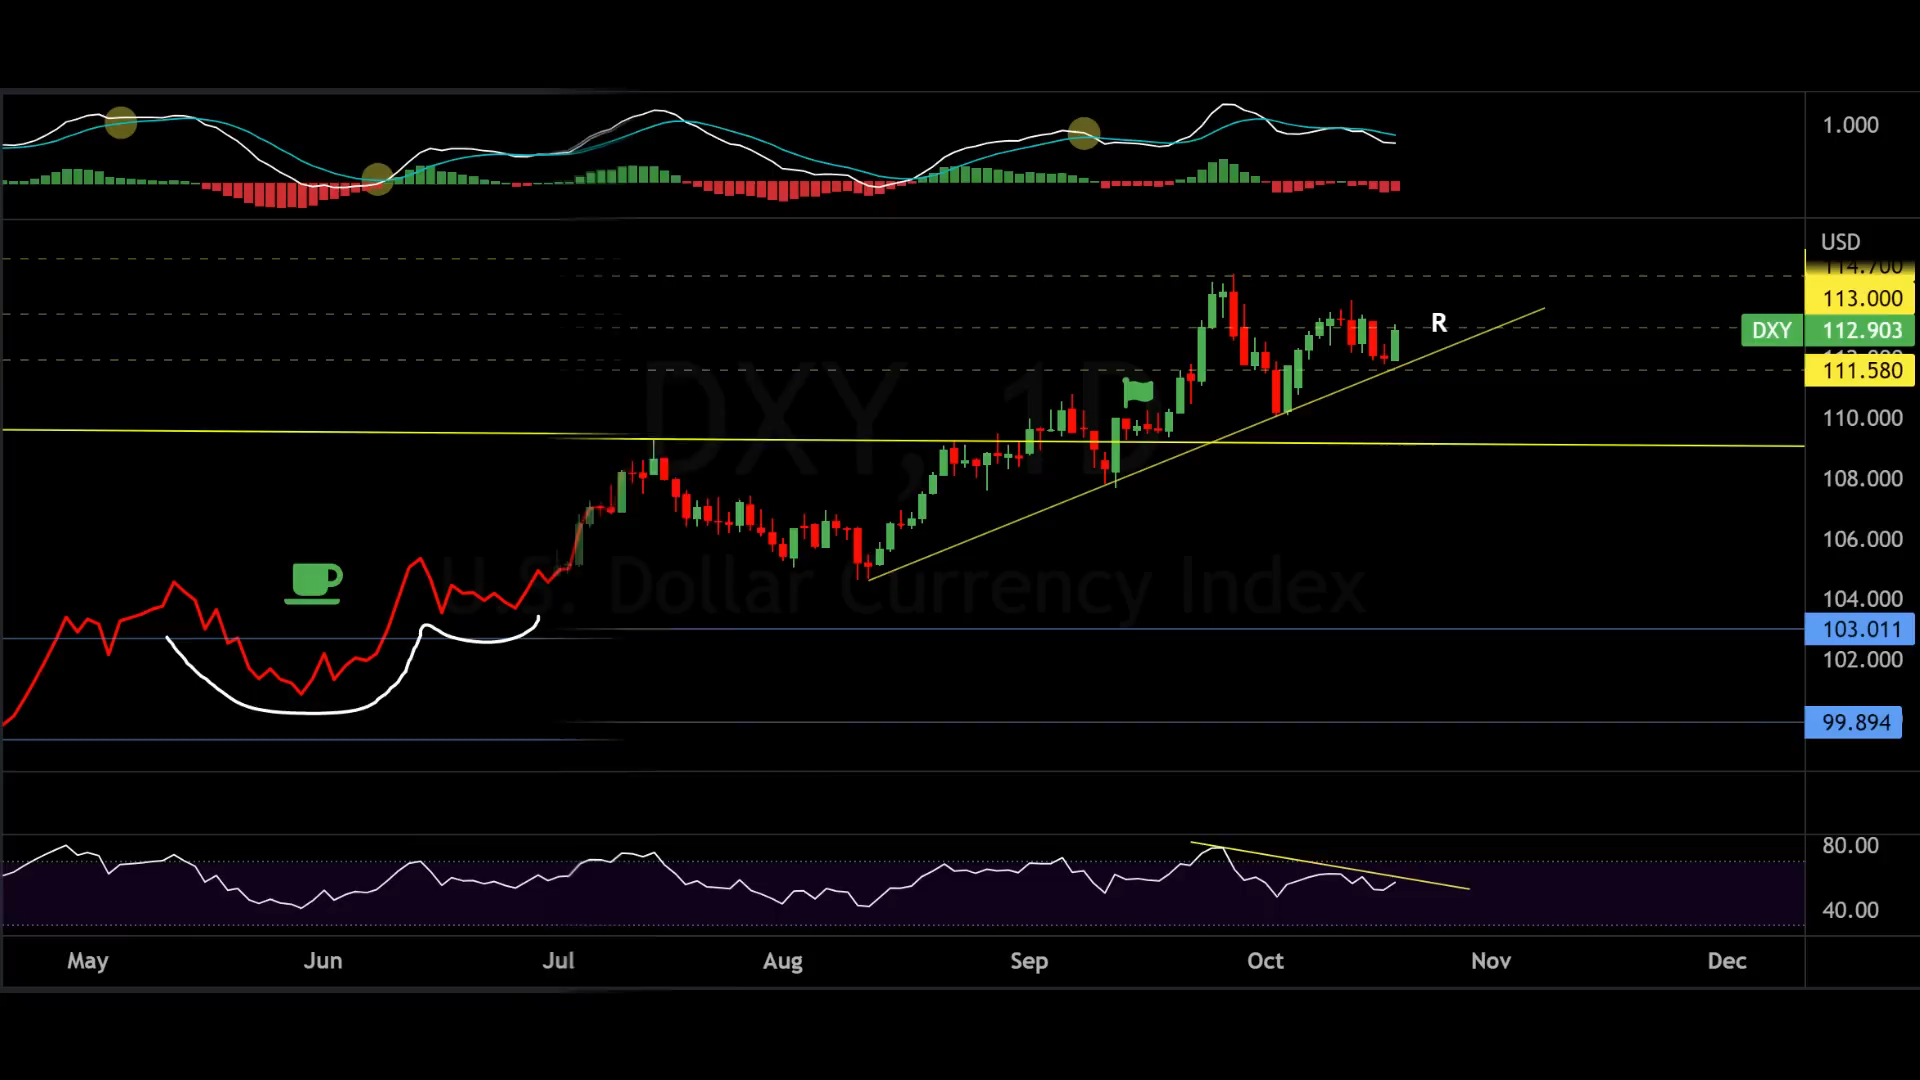 1.000
USD
114.700
113.000
R
DXY 112.903
111.580
DXY, 1D
110.000
108.000
106.000
U.S. Dollar Currency Index
104.000
103.011
102.000
99.894
80.00
40.00
May Jun Jul Aug Sep Oct Nov Dec